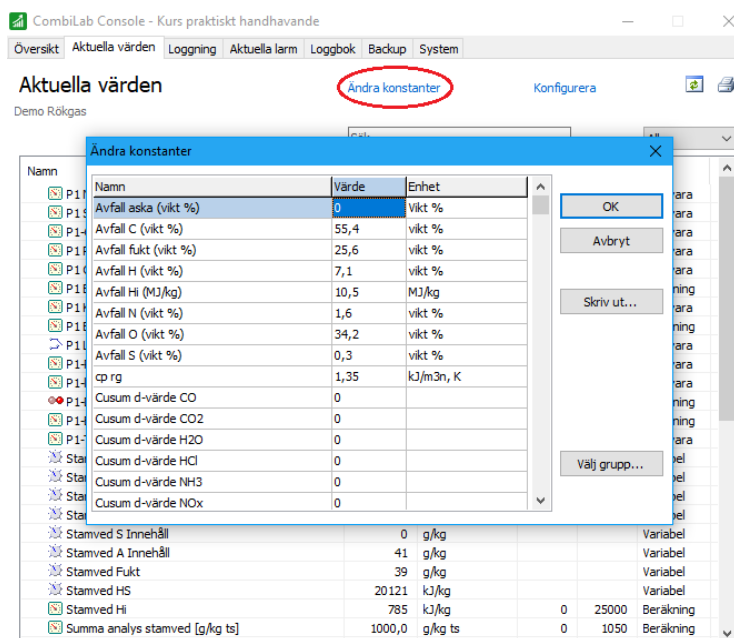 CombiLab Console - Kurs praktiskt handhavande
Översikt Aktuella värden Loggning Aktuella larm Loggbok Backup System
Aktuella värden Ändra konstanter Konfigurera
Demo Rökgas
Namn
Ändra konstanter
Namn Värde Enhet
Avfall aska (vikt %) 0 Vikt %
Avfall C (vikt %) 55,4 vikt %
Avfall fukt (vikt %) 25,6 vikt %
Avfall H (vikt %) 7,1 vikt %
Avfall Hi (MJ/kg) 10,5 MJ/kg
Avfall N (vikt %) 1,6 vikt %
Avfall O (vikt %) 34,2 vikt %
Avfall S (vikt %) 0,3 vikt %
cp rg 1,35 kJ/m3n, K
Cusum d-värde CO 0
Cusum d-värde CO2 0
Cusum d-värde H2O 0
Cusum d-värde HCl 0
Cusum d-värde NH3 0
Cusum d-värde NOx 0
OK
Avbryt
Skriv ut...
Välj grupp...
Stamved S Innehåll 0 g/kg Variabel
Stamved A Innehåll 41 g/kg Variabel
Stamved Fukt 39 g/kg Variabel
Stamved HS 20121 kJ/kg Variabel
Stamved Hi 785 kJ/kg 0 25000 Beräkning
Summa analys stamved [g/kg ts] 1000,0 g/kg ts 0 1050 Beräkning